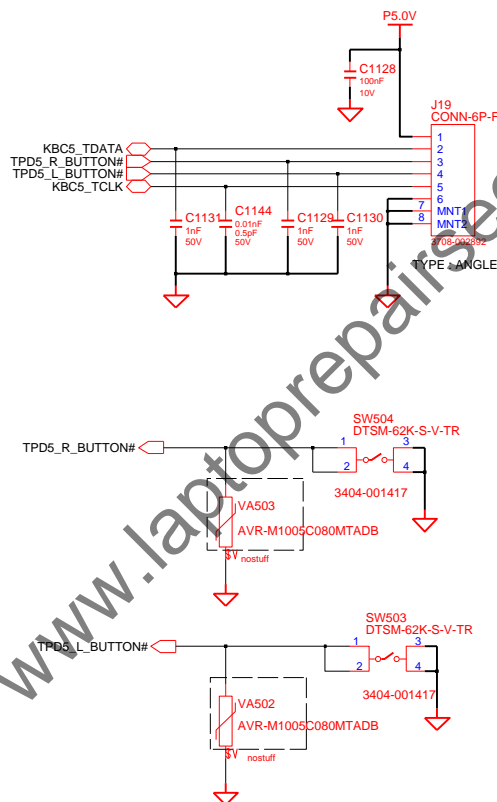 P5.0V
C1128
100nF
10V
J19
CONN-6P-F
KBC5_TDATA
TPD5_R_BUTTON#
TPD5_L_BUTTON#
KBC5_TCLK
1
2
3
4
5
6
7 MNT1
8 MNT2
3708-002892
TYPE : ANGLE
C1131
1nF
50V
C1144
0.01nF
0.5pF
50V
C1129
1nF
50V
C1130
1nF
50V
SW504
DTSM-62K-S-V-TR
TPD5_R_BUTTON#
1 3
2 4
3404-001417
VA503
AVR-M1005C080MTADB
nostuff
SW503
DTSM-62K-S-V-TR
TPD5_L_BUTTON#
1 3
2 4
3404-001417
VA502
AVR-M1005C080MTADB
nostuff
www.laptoprepairsec